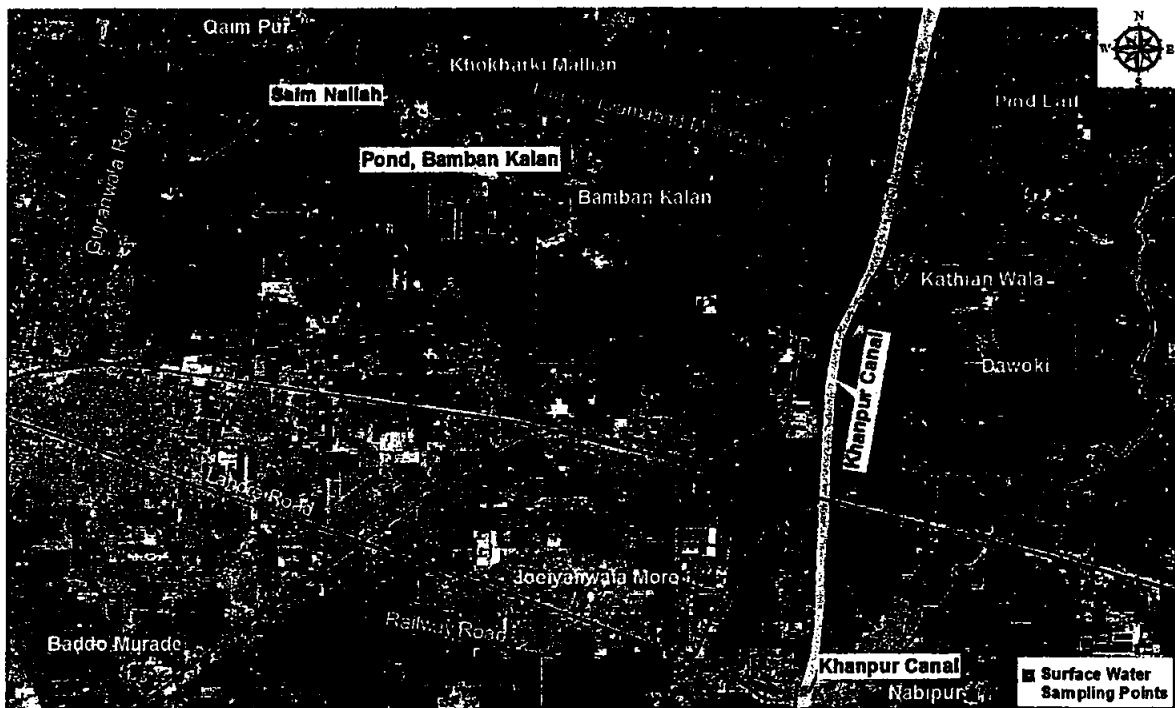 Qaim Pur
N
W
E
S
Khokharki Mallian
Saim Nallah
Pind Lait
Pond, Bamban Kalan
Bamban Kalan
Gujranwala Road
Kathian Wala
Dawoki
Khanpur Canal
Lahore Road
Joeiyanwala More
Railway Road
Baddo Murade
Khanpur Canal
Nabipur
Surface Water
Sampling Points